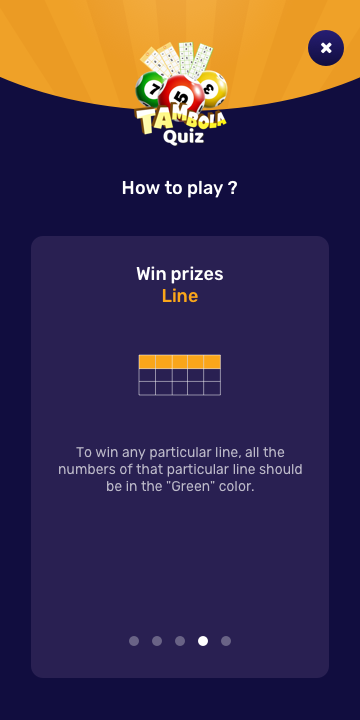 7 5 3
TAMBOLA
Quiz
How to play ?
Win prizes
Line
To win any particular line, all the
numbers of that particular line should
be in the "Green" color.